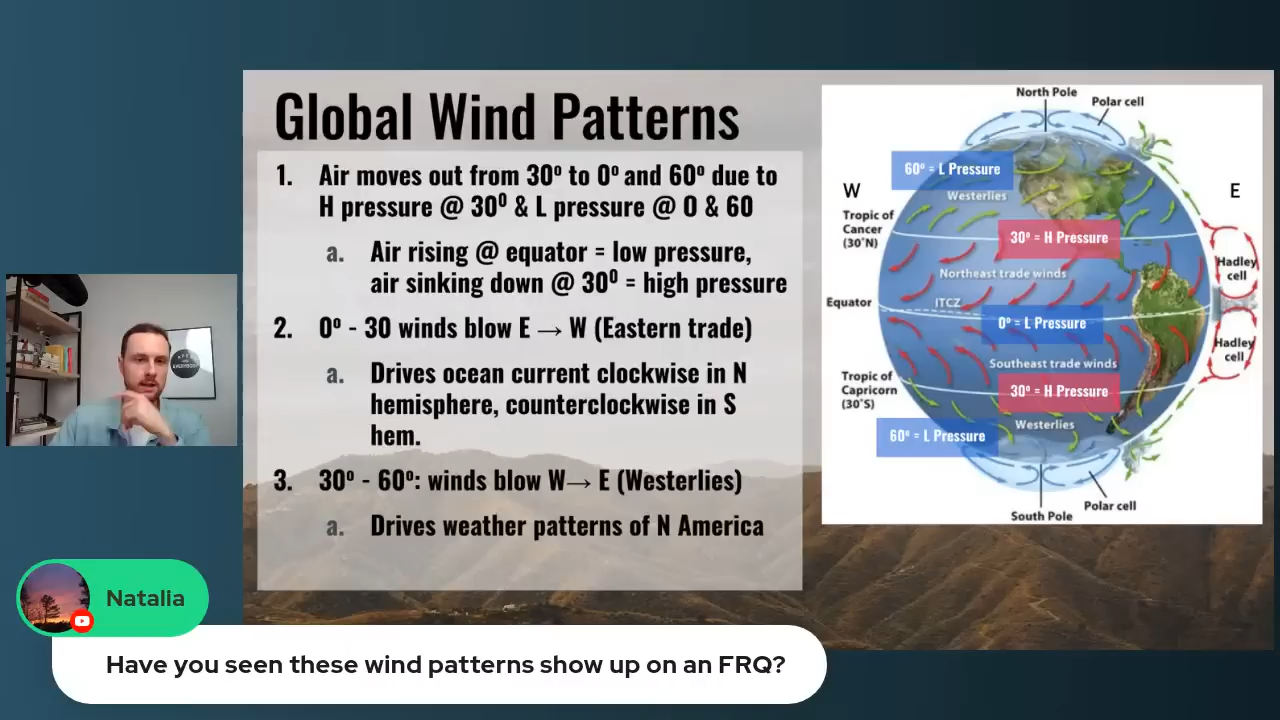 Global Wind Patterns
1. Air moves out from 30º to 0º and 60º due to
H pressure @ 30⁰ & L pressure @ 0 & 60
a. Air rising @ equator = low pressure,
air sinking down @ 30⁰ = high pressure
2. 0º - 30 winds blow E → W (Eastern trade)
a. Drives ocean current clockwise in N
hemisphere, counterclockwise in S
hem.
3. 30º - 60º: winds blow W→ E (Westerlies)
a. Drives weather patterns of N America
North Pole
Polar cell
60º = L Pressure
W
E
Westerlies
Tropic of
Cancer
(30˚N)
30º = H Pressure
Hadley
cell
Northeast trade winds
Equator
ITCZ
0º = L Pressure
Hadley
cell
Southeast trade winds
Tropic of
Capricorn
(30˚S)
30º = H Pressure
Westerlies
60º = L Pressure
Polar cell
South Pole
Natalia
Have you seen these wind patterns show up on an FRQ?